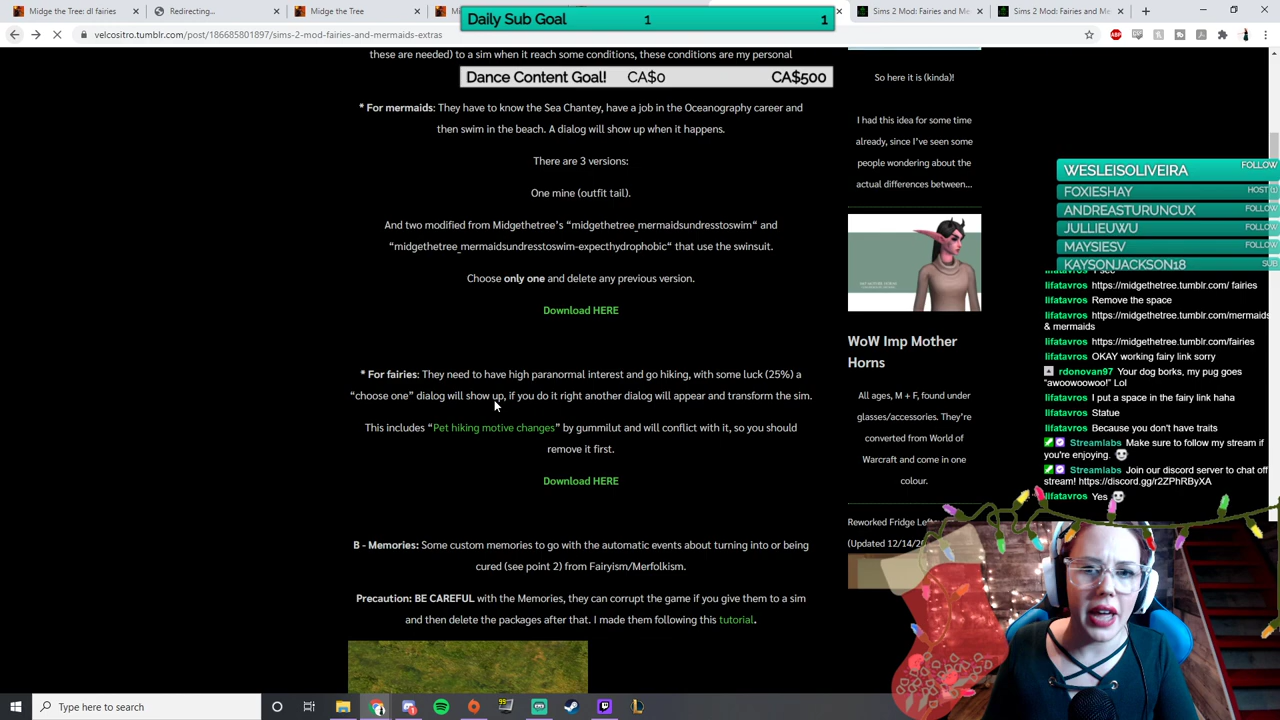 Midge the Tree: dl fairies
Redirecting...
Midge the Tree
Midge the
Sims 2 Mod
Sims 2 Mod: Fairies and Mermaid
Daily Sub Goal 1 1
velcositro.tumblr.com/post/186685801897/sims-2-mod-fairies-and-mermaids-extras
these are needed) to a sim when it reach some conditions, these conditions are my personal
Dance Content Goal! CA$0 CA$500
* For mermaids: They have to know the Sea Chantey, have a job in the Oceanography career and
then swim in the beach. A dialog will show up when it happens.
There are 3 versions:
One mine (outfit tail).
And two modified from Midgethetree's "midgethetree_mermaidsundresstoswim" and
"midgethetree_mermaidsundresstoswim-expecthydrophobic" that use the swinsuit.
Choose only one and delete any previous version.
Download HERE
* For fairies: They need to have high paranormal interest and go hiking, with some luck (25%) a
"choose one" dialog will show up, if you do it right another dialog will appear and transform the sim.
This includes "Pet hiking motive changes" by gummilut and will conflict with it, so you should
remove it first.
Download HERE
B - Memories: Some custom memories to go with the automatic events about turning into or being
cured (see point 2) from Fairyism/Merfolkism.
Precaution: BE CAREFUL with the Memories, they can corrupt the game if you give them to a sim
and then delete the packages after that. I made them following this tutorial.
So here it is (kinda)!
I had this idea for some time
already, since I've seen some
people wondering about the
actual differences between...
WoW Imp Mother
Horns
All ages, M + F, found under
glasses/accessories. They're
converted from World of
Warcraft and come in one
colour.
Reworked Fridge Left
(Updated 12/14/20
WESLEISOLIVEIRA FOLLOW
FOXIESHAY HOST (1)
ANDREASTURUNCUX FOLLOW
JULLIEUWU FOLLOW
MAYSIESV FOLLOW
KAYSONJACKSON18 SUB
I see
lifatavros https://midgethetree.tumblr.com/ fairies
lifatavros Remove the space
lifatavros https://midgethetree.tumblr.com/mermaids
& mermaids
lifatavros https://midgethetree.tumblr.com/fairies
lifatavros OKAY working fairy link sorry
rdonovan97 Your dog borks, my pug goes
"awoowoowoo!" Lol
lifatavros I put a space in the fairy link haha
lifatavros Statue
lifatavros Because you don't have traits
Streamlabs Make sure to follow my stream if
you're enjoying.
Streamlabs Join our discord server to chat off
stream! https://discord.gg/r2ZPhRByXA
lifatavros Yes
Type here to search